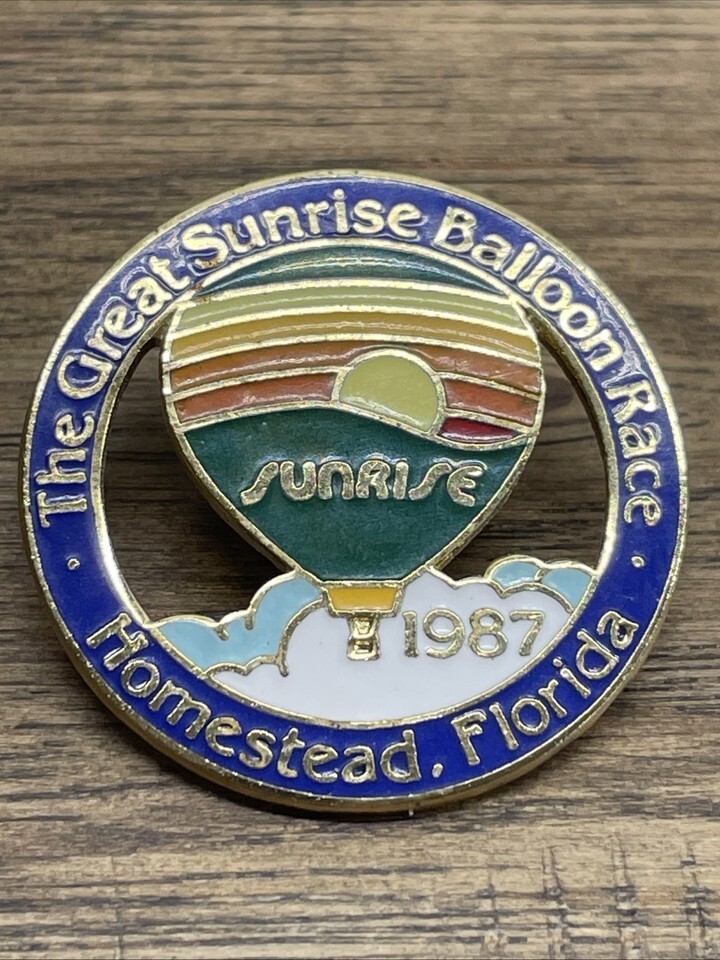 The Great Sunrise Balloon Race
SUNRISE
1987
· Homestead, Florida ·